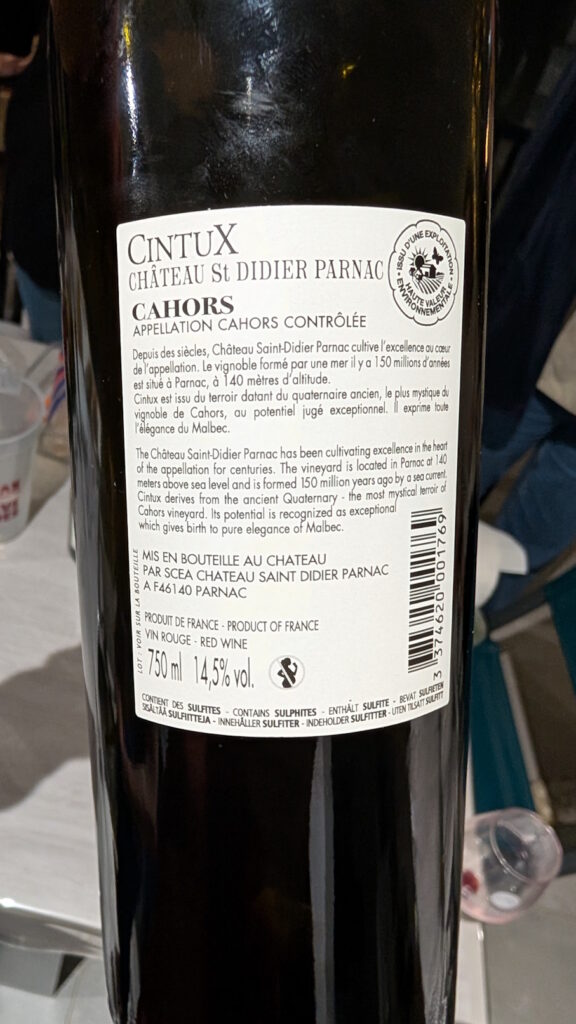 CINTUX
CHÂTEAU St DIDIER PARNAC
CAHORS
APPELLATION CAHORS CONTRÔLÉE
ISSU D'UNE EXPLOITATION
HAUTE VALEUR
ENVIRONNEMENTALE
Depuis des siècles, Château Saint-Didier Parnac cultive l'excellence au cœur
de l'appellation. Le vignoble formé par une mer il y a 150 millions d'années
est situé à Parnac, à 140 mètres d'altitude.
Cintux est issu du terroir datant du quaternaire ancien, le plus mystique du
vignoble de Cahors, au potentiel jugé exceptionnel. Il exprime toute
l'élégance du Malbec.
The Château Saint-Didier Parnac has been cultivating excellence in the heart
of the appellation for centuries. The vineyard is located in Parnac at 140
meters above sea level and is formed 150 million years ago by a sea current.
Cintux derives from the ancient Quaternary - the most mystical terroir of
Cahors vineyard. Its potential is recognized as exceptional
which gives birth to pure elegance of Malbec.
MIS EN BOUTEILLE AU CHATEAU
PAR SCEA CHATEAU SAINT DIDIER PARNAC
A F46140 PARNAC
LOT : VOIR SUR LA BOUTEILLE
PRODUIT DE FRANCE - PRODUCT OF FRANCE
VIN ROUGE - RED WINE
750 ml 14,5% vol.
3 374620 001769
CONTIENT DES SULFITES - CONTAINS SULPHITES - ENTHÄLT SULFITE - BEVAT SULFIETEN
SISÄLTÄÄ SULFIITTEJA - INNEHÅLLER SULFITER - INDEHOLDER SULFITTER - UTEN TILSATT SULFITT